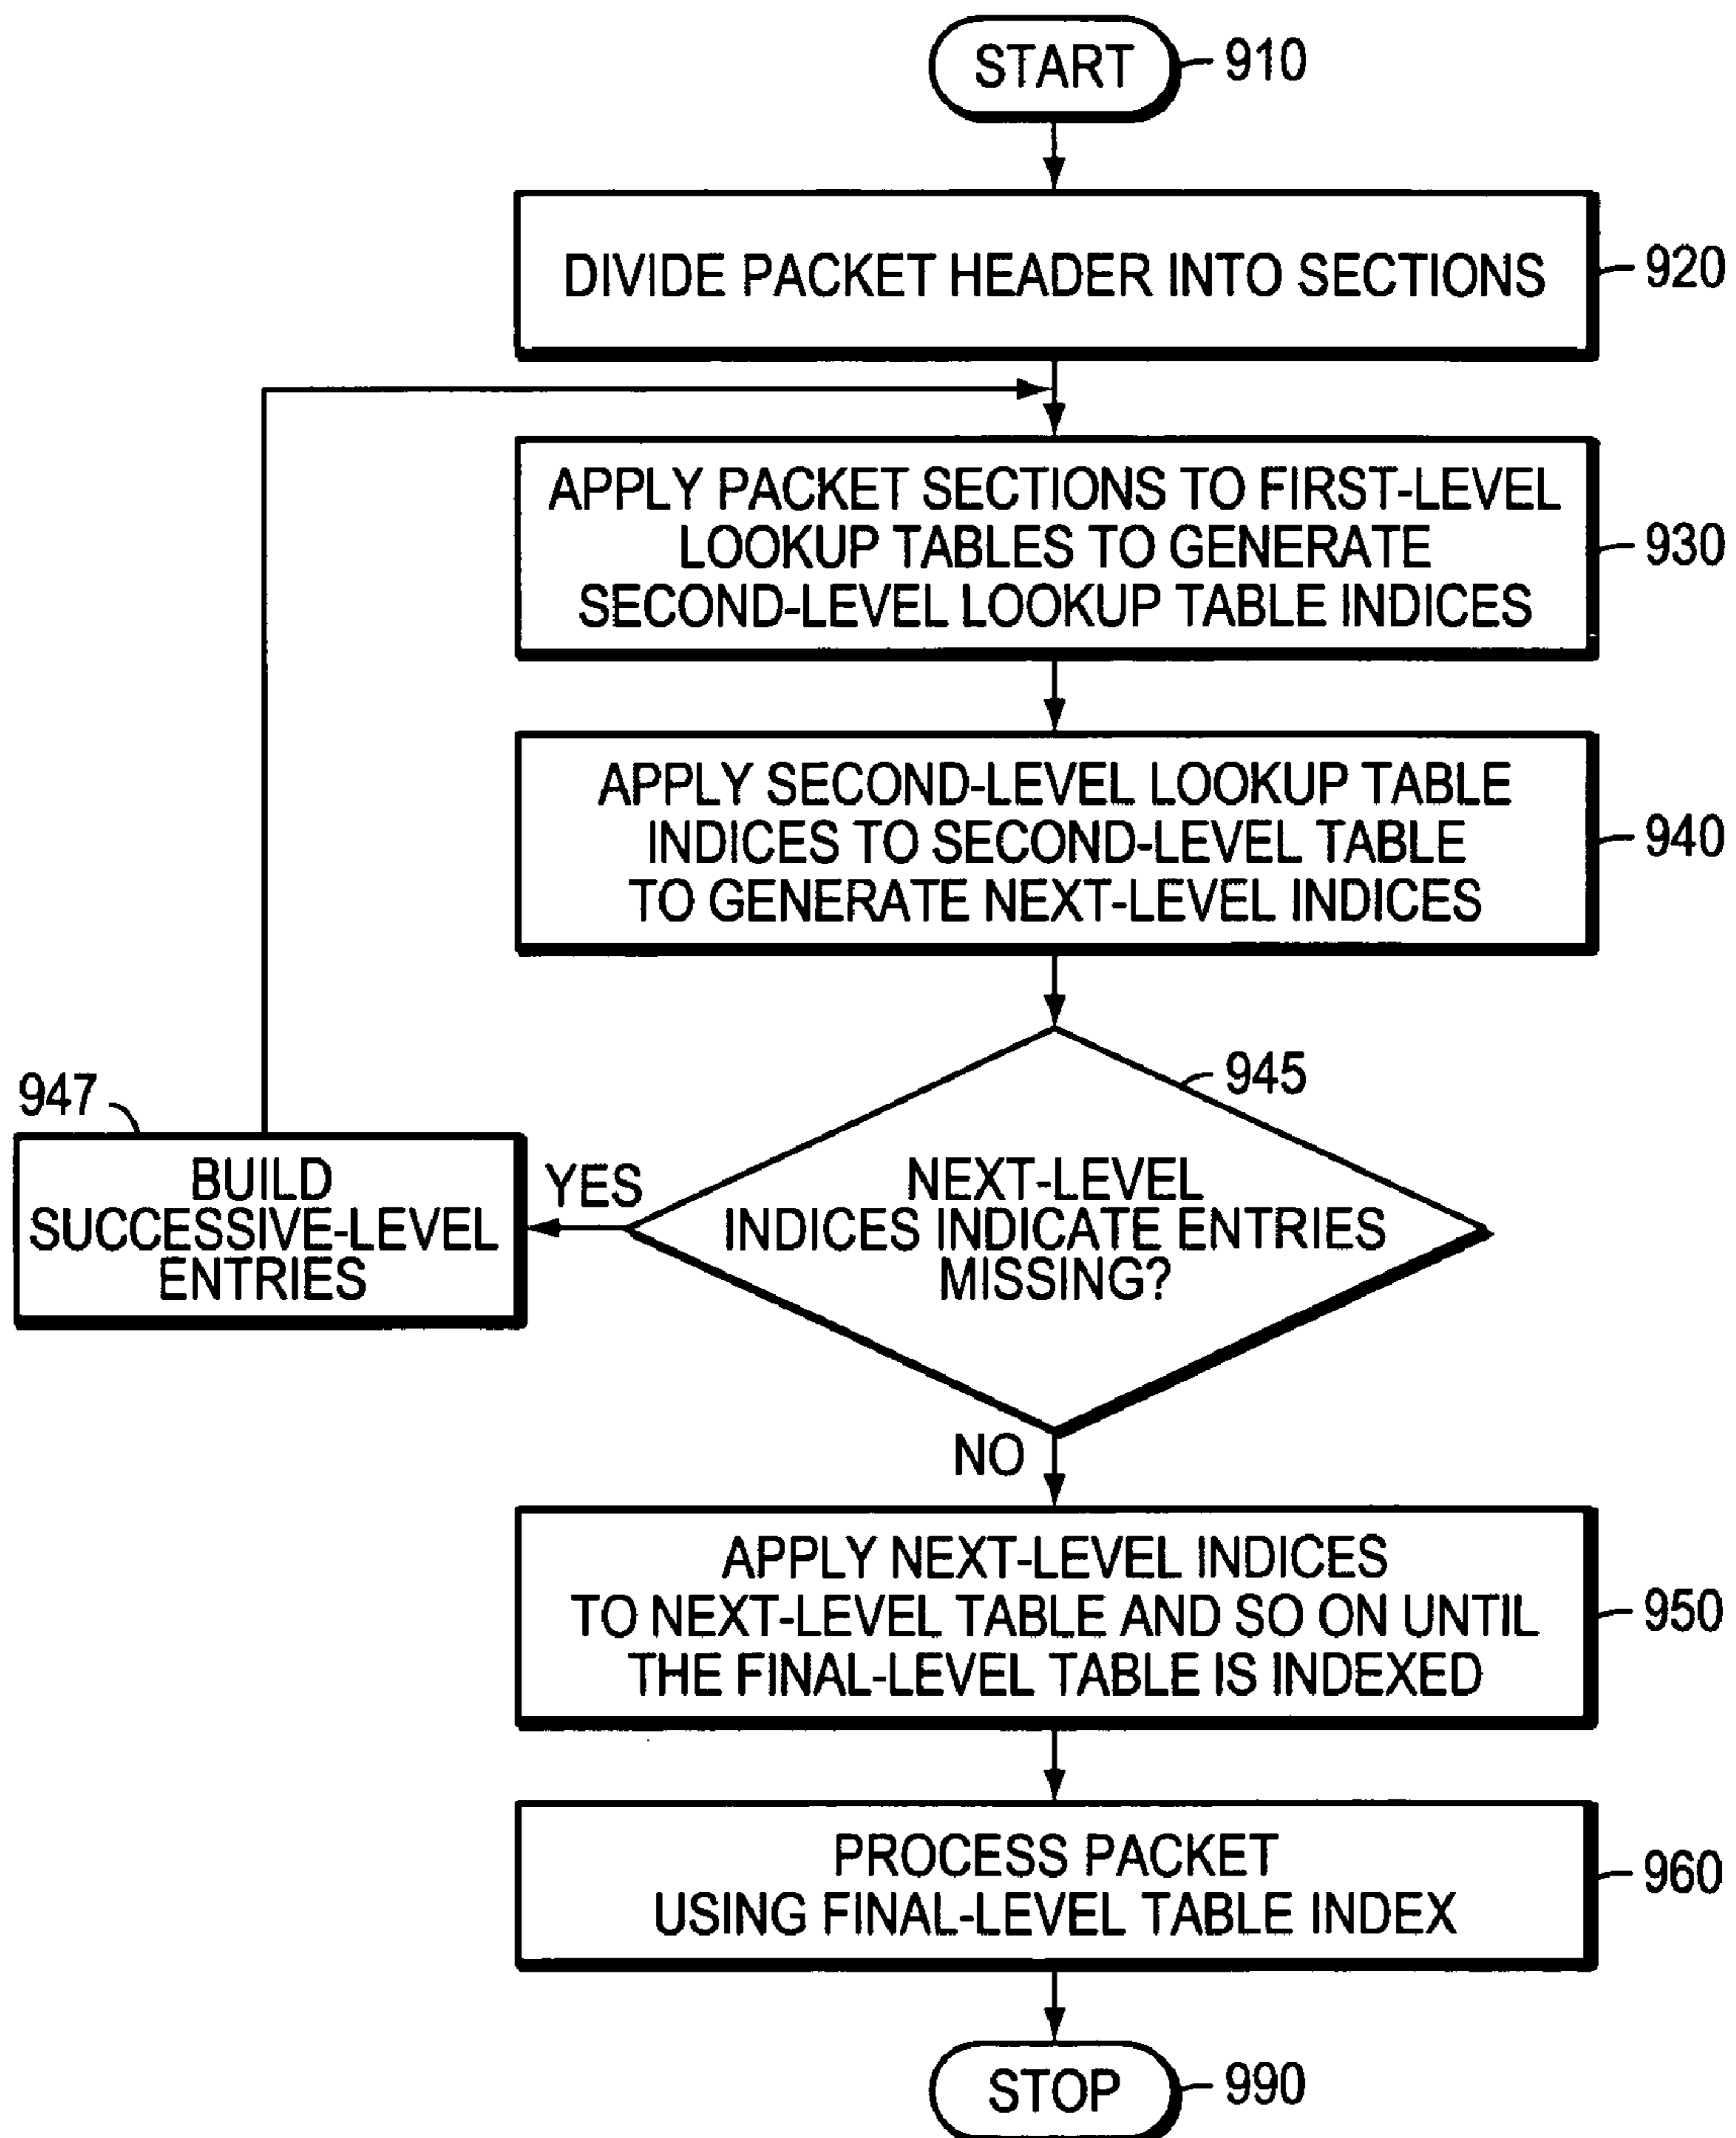 START
910
DIVIDE PACKET HEADER INTO SECTIONS
920
APPLY PACKET SECTIONS TO FIRST-LEVEL
LOOKUP TABLES TO GENERATE
SECOND-LEVEL LOOKUP TABLE INDICES
930
APPLY SECOND-LEVEL LOOKUP TABLE
INDICES TO SECOND-LEVEL TABLE
TO GENERATE NEXT-LEVEL INDICES
940
945
NEXT-LEVEL
INDICES INDICATE ENTRIES
MISSING?
YES
947
BUILD
SUCCESSIVE-LEVEL
ENTRIES
NO
APPLY NEXT-LEVEL INDICES
TO NEXT-LEVEL TABLE AND SO ON UNTIL
THE FINAL-LEVEL TABLE IS INDEXED
950
PROCESS PACKET
USING FINAL-LEVEL TABLE INDEX
960
STOP
990